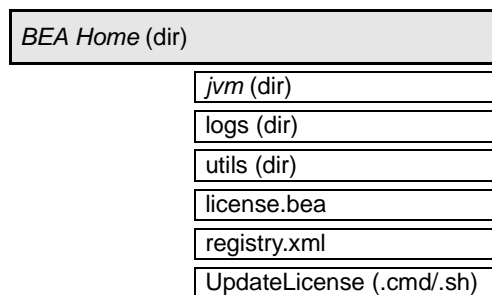 BEA Home (dir)
jvm (dir)
logs (dir)
utils (dir)
license.bea
registry.xml
UpdateLicense (.cmd/.sh)